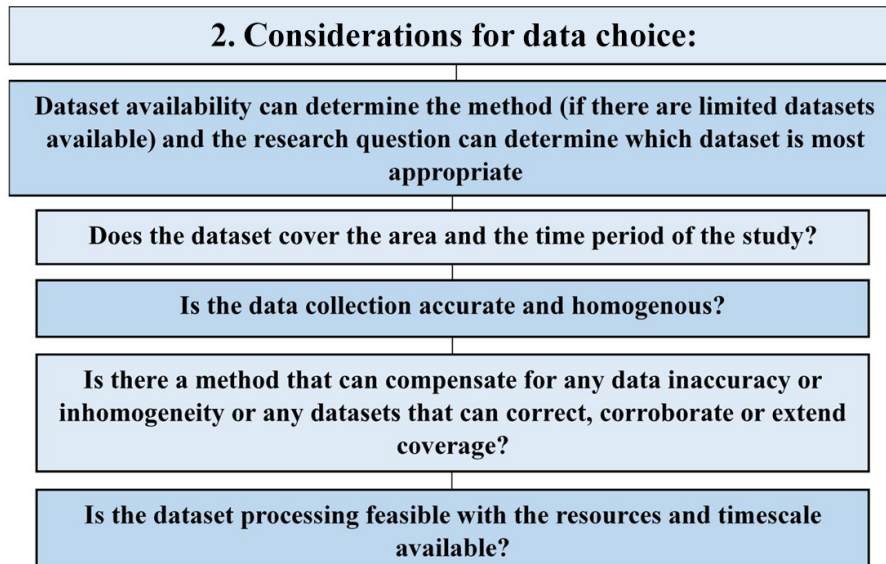 2. Considerations for data choice:
Dataset availability can determine the method (if there are limited datasets
available) and the research question can determine which dataset is most
appropriate
Does the dataset cover the area and the time period of the study?
Is the data collection accurate and homogenous?
Is there a method that can compensate for any data inaccuracy or
inhomogeneity or any datasets that can correct, corroborate or extend
coverage?
Is the dataset processing feasible with the resources and timescale
available?